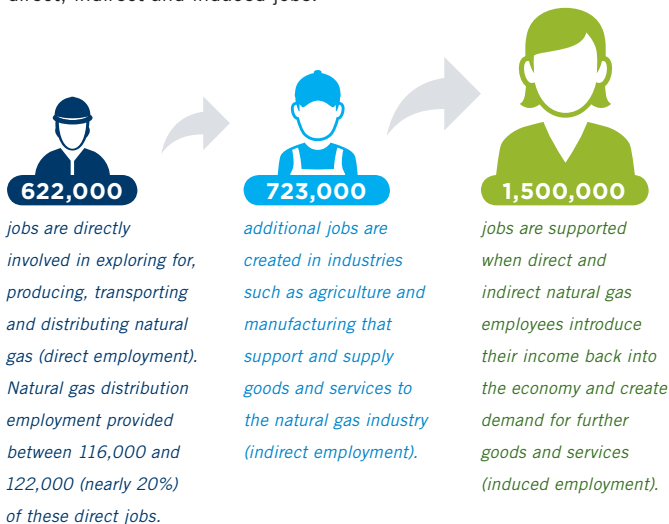 direct, indirect and induced jobs.
622,000
jobs are directly
involved in exploring for,
producing, transporting
and distributing natural
gas (direct employment).
Natural gas distribution
employment provided
between 116,000 and
122,000 (nearly 20%)
of these direct jobs.
723,000
additional jobs are
created in industries
such as agriculture and
manufacturing that
support and supply
goods and services to
the natural gas industry
(indirect employment).
1,500,000
jobs are supported
when direct and
indirect natural gas
employees introduce
their income back into
the economy and create
demand for further
goods and services
(induced employment).